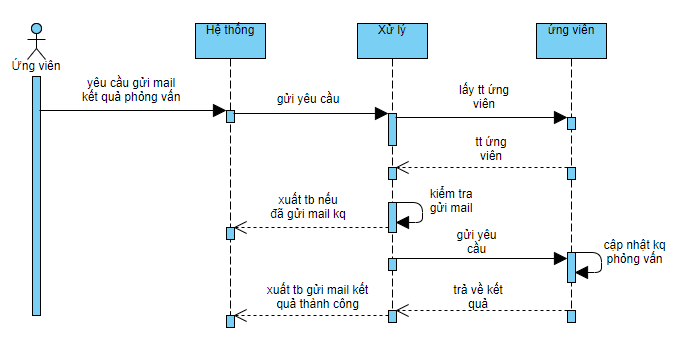 Hệ thống
Xử lý
ứng viên
Ứng viên
yêu cầu gửi mail
kết quả phỏng vấn
gửi yêu cầu
lấy tt ứng
viên
tt ứng
viên
kiểm tra
gửi mail
xuất tb nếu
đã gửi mail kq
gửi yêu
cầu
cập nhật kq
phỏng vấn
xuất tb gửi mail kết
quả thánh công
trả về kết
quả